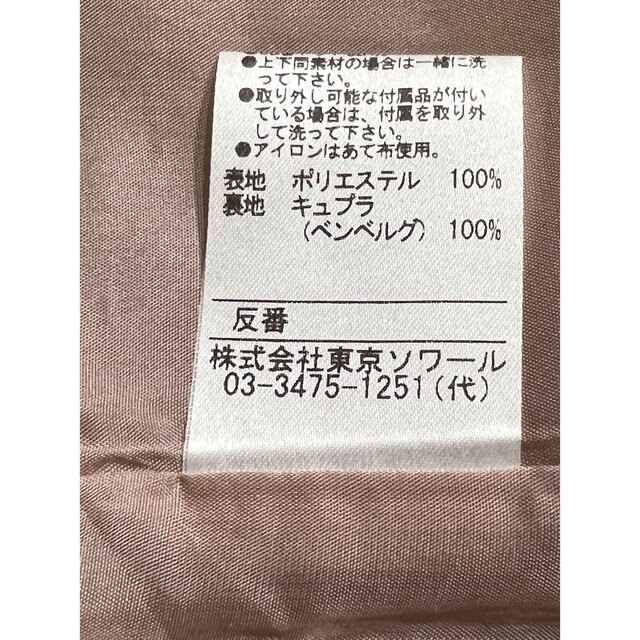 ●上下同素材の場合は一緒に洗
って下さい。
●取り外し可能な付属品が付い
ている場合は、付属を取り外
して洗って下さい。
●アイロンはあて布使用。
表地 ポリエステル 100%
裏地 キュプラ
(ベンベルグ) 100%
反番
株式会社東京ソワール
03-3475-1251(代)